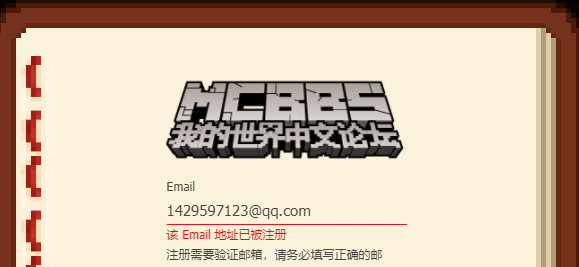 MCBBS
我的世界中文论坛
Email
1429597123@qq.com
该 Email 地址已被注册
注册需要验证邮箱，请务必填写正确的邮